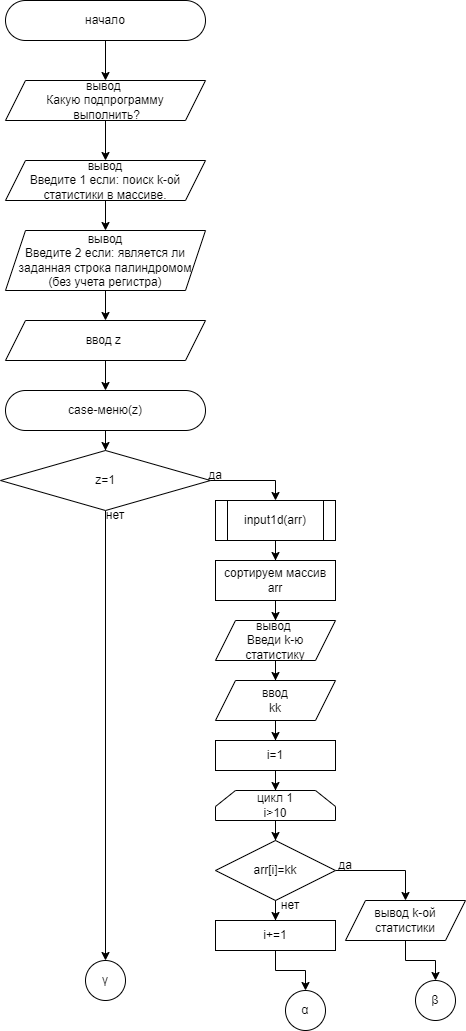 начало
вывод
Какую подпрограмму
выполнить?
вывод
Введите 1 если: поиск k-ой
статистики в массиве.
вывод
Введите 2 если: является ли
заданная строка палиндромом
(без учета регистра)
ввод z
case-меню(z)
z=1
да
нет
input1d(arr)
сортируем массив
arr
вывод
Введи k-ю
статистику
ввод
kk
i=1
цикл 1
i>10
arr[i]=kk
да
нет
вывод k-ой
статистики
i+=1
γ
α
β